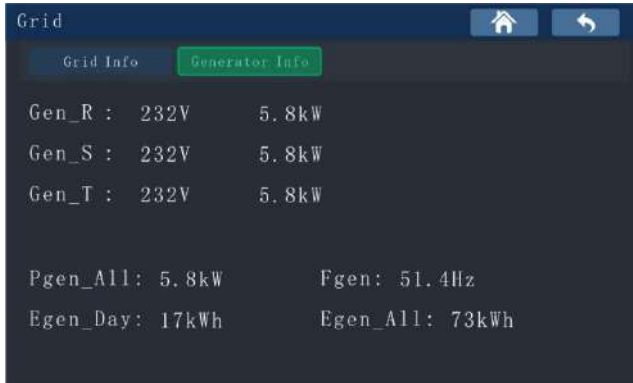 Grid
Grid Info Generator Info
Gen_R : 232V 5.8kW
Gen_S : 232V 5.8kW
Gen_T : 232V 5.8kW
Pgen_All: 5.8kW Fgen: 51.4Hz
Egen_Day: 17kWh Egen_All: 73kWh